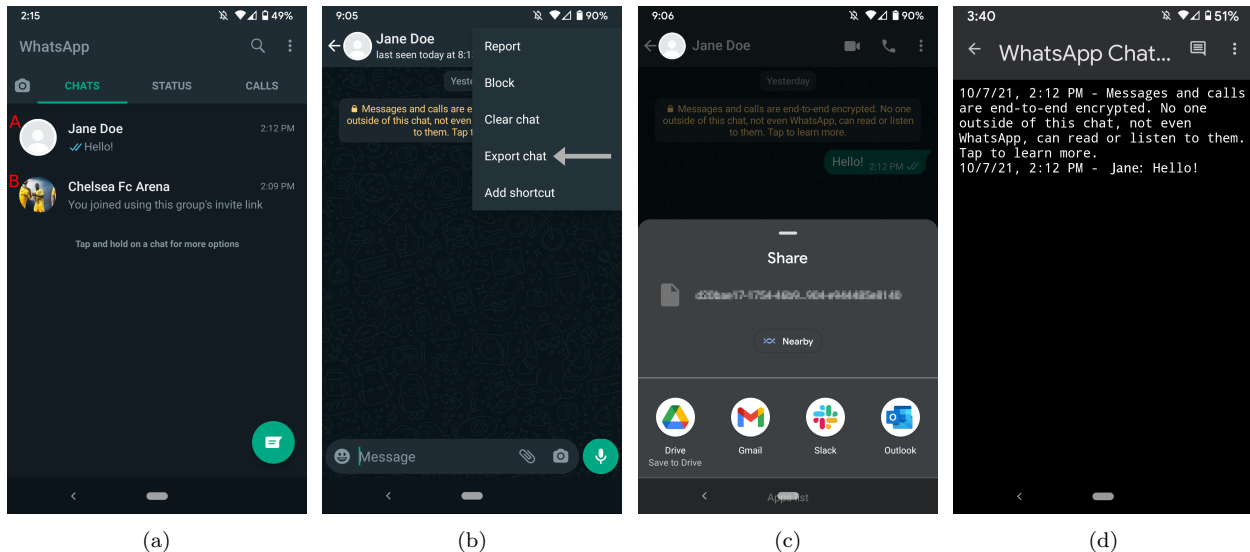 2:15
49%
WhatsApp
CHATS
STATUS
CALLS
A
Jane Doe
2:12 PM
Hello!
B
Chelsea Fc Arena
2:09 PM
You joined using this group's invite link
Tap and hold on a chat for more options
(a)
9:05
90%
Jane Doe
last seen today at 8:1
Report
Block
Clear chat
Export chat
Add shortcut
Messages and calls are
outside of this chat, not even
to them. Tap
Message
(b)
9:06
90%
Jane Doe
Yesterday
Messages and calls are end-to-end encrypted. No one
outside of this chat, not even WhatsApp, can read or listen
to them. Tap to learn more.
Hello! 2:12 PM
Share
Nearby
Drive
Save to Drive
Gmail
Slack
Outlook
Apps list
(c)
3:40
51%
WhatsApp Chat...
10/7/21, 2:12 PM - Messages and calls
are end-to-end encrypted. No one
outside of this chat, not even
WhatsApp, can read or listen to them.
Tap to learn more.
10/7/21, 2:12 PM - Jane: Hello!
(d)